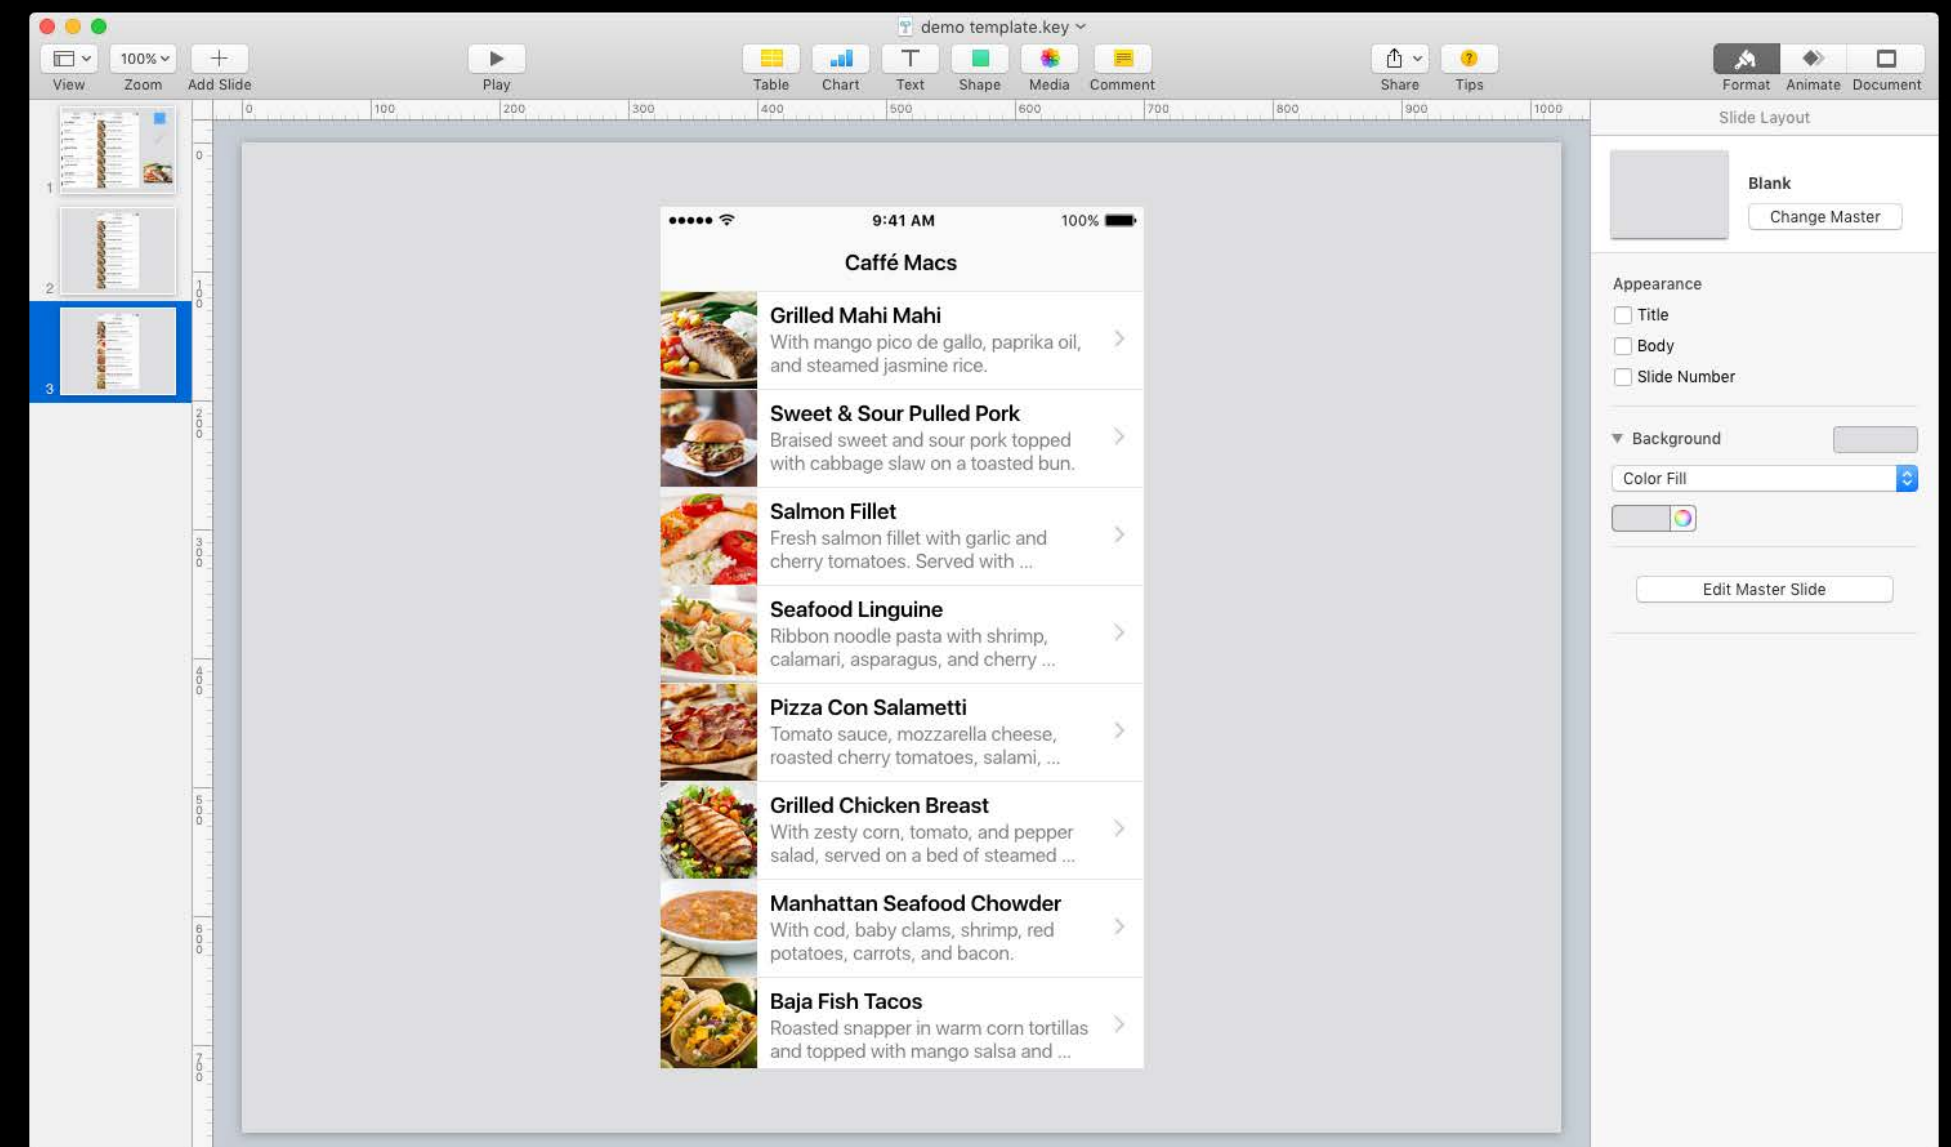 demo template.key
100%
View
Zoom
Add Slide
Play
Table
Chart
Text
Shape
Media
Comment
Share
Tips
Format
Animate
Document
0
100
200
300
400
500
600
700
800
900
1000
Slide Layout
1
2
3
0
100
200
300
400
500
600
700
9:41 AM
100%
Caffé Macs
Grilled Mahi Mahi
With mango pico de gallo, paprika oil,
and steamed jasmine rice.
Sweet & Sour Pulled Pork
Braised sweet and sour pork topped
with cabbage slaw on a toasted bun.
Salmon Fillet
Fresh salmon fillet with garlic and
cherry tomatoes. Served with ...
Seafood Linguine
Ribbon noodle pasta with shrimp,
calamari, asparagus, and cherry ...
Pizza Con Salametti
Tomato sauce, mozzarella cheese,
roasted cherry tomatoes, salami, ...
Grilled Chicken Breast
With zesty corn, tomato, and pepper
salad, served on a bed of steamed ...
Manhattan Seafood Chowder
With cod, baby clams, shrimp, red
potatoes, carrots, and bacon.
Baja Fish Tacos
Roasted snapper in warm corn tortillas
and topped with mango salsa and ...
Blank
Change Master
Appearance
Title
Body
Slide Number
Background
Color Fill
Edit Master Slide